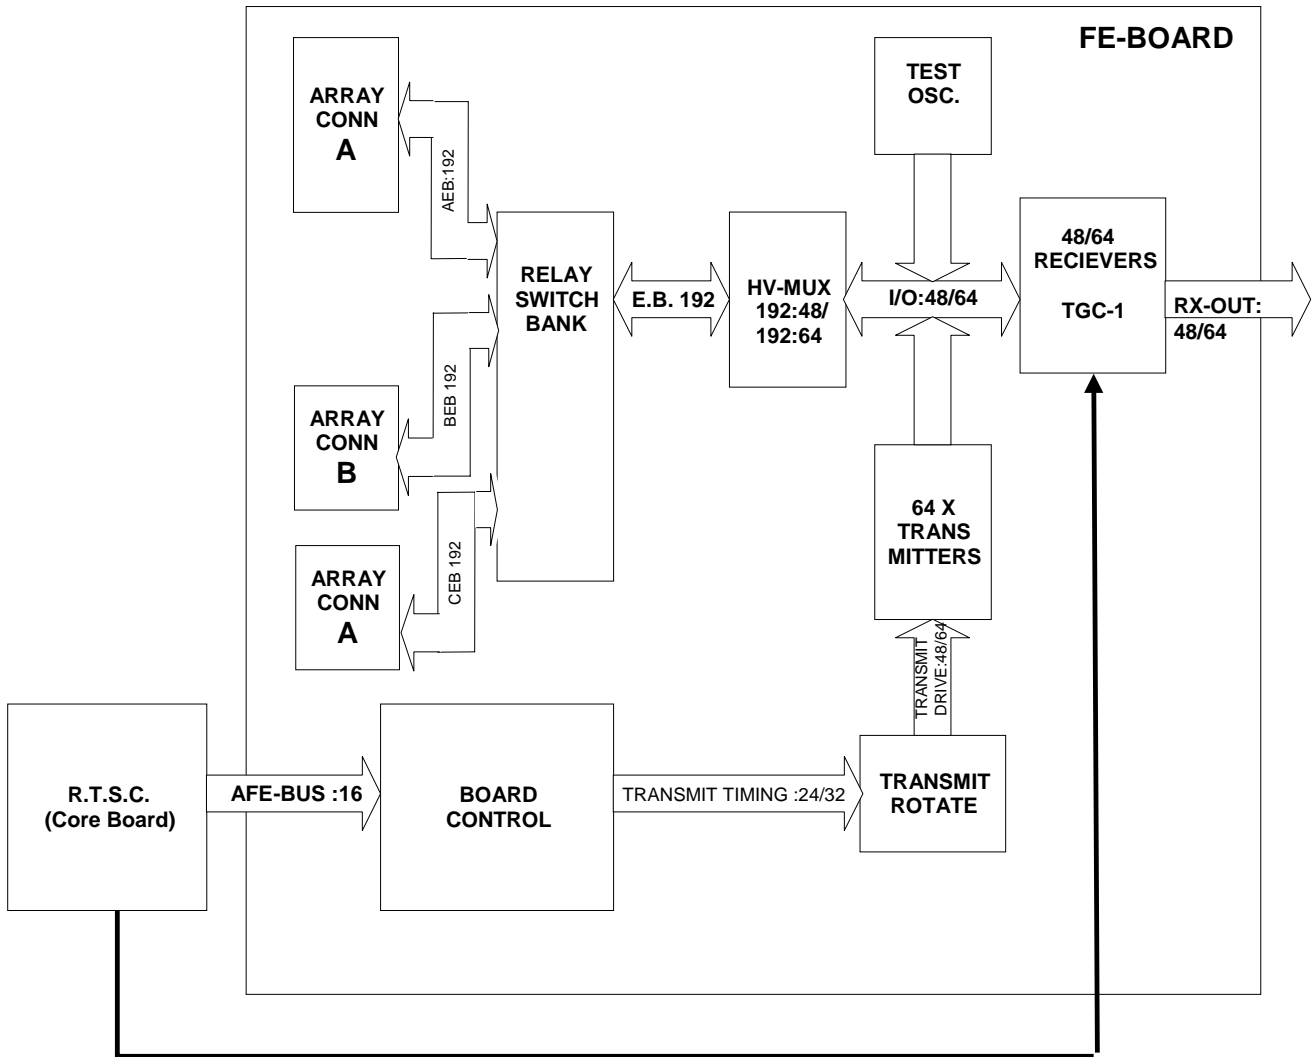 FE-BOARD
ARRAY
CONN
A
AEB:192
TEST
OSC.
RELAY
SWITCH
BANK
E.B. 192
HV-MUX
192:48/
192:64
I/O:48/64
48/64
RECIEVERS
TGC-1
RX-OUT:
48/64
BEB 192
ARRAY
CONN
B
CEB 192
ARRAY
CONN
A
64 X
TRANS
MITTERS
TRANSMIT
DRIVE:48/64
R.T.S.C.
(Core Board)
AFE-BUS :16
BOARD
CONTROL
TRANSMIT TIMING :24/32
TRANSMIT
ROTATE